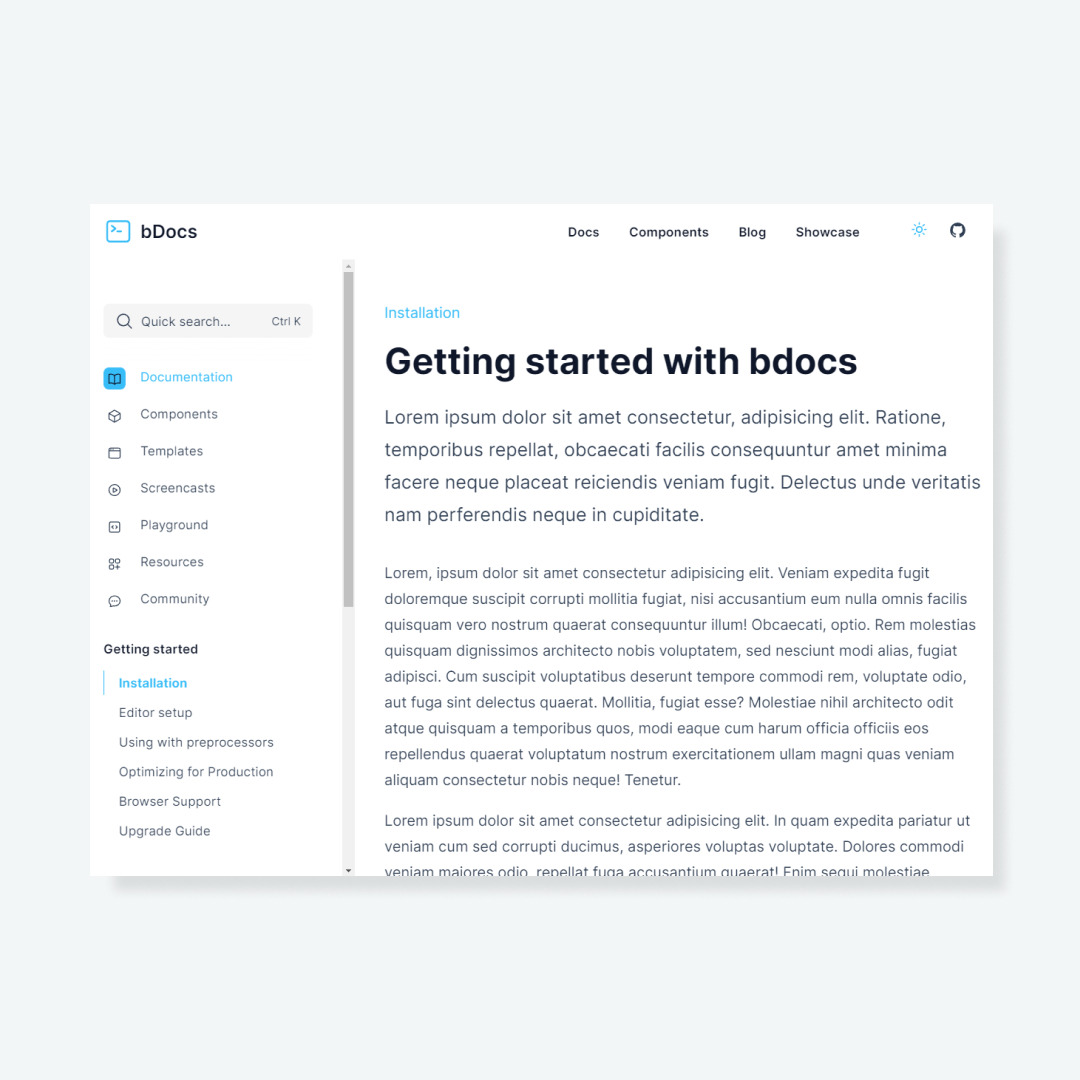 bDocs
Docs Components Blog Showcase
Quick search... Ctrl K
Documentation
Components
Templates
Screencasts
Playground
Resources
Community
Getting started
Installation
Editor setup
Using with preprocessors
Optimizing for Production
Browser Support
Upgrade Guide
Installation
Getting started with bdocs
Lorem ipsum dolor sit amet consectetur, adipisicing elit. Ratione,
temporibus repellat, obcaecati facilis consequuntur amet minima
facere neque placeat reiciendis veniam fugit. Delectus unde veritatis
nam perferendis neque in cupiditate.
Lorem, ipsum dolor sit amet consectetur adipisicing elit. Veniam expedita fugit
doloremque suscipit corrupti mollitia fugiat, nisi accusantium eum nulla omnis facilis
quisquam vero nostrum quaerat consequuntur illum! Obcaecati, optio. Rem molestias
quisquam dignissimos architecto nobis voluptatem, sed nesciunt modi alias, fugiat
adipisci. Cum suscipit voluptatibus deserunt tempore commodi rem, voluptate odio,
aut fuga sint delectus quaerat. Mollitia, fugiat esse? Molestiae nihil architecto odit
atque quisquam a temporibus quos, modi eaque cum harum officia officiis eos
repellendus quaerat voluptatum nostrum exercitationem ullam magni quas veniam
aliquam consectetur nobis neque! Tenetur.
Lorem ipsum dolor sit amet consectetur adipisicing elit. In quam expedita pariatur ut
veniam cum sed corrupti ducimus, asperiores voluptas voluptate. Dolores commodi
veniam maiores odio, repellat fuga accusantium quaerat! Enim sequi molestiae